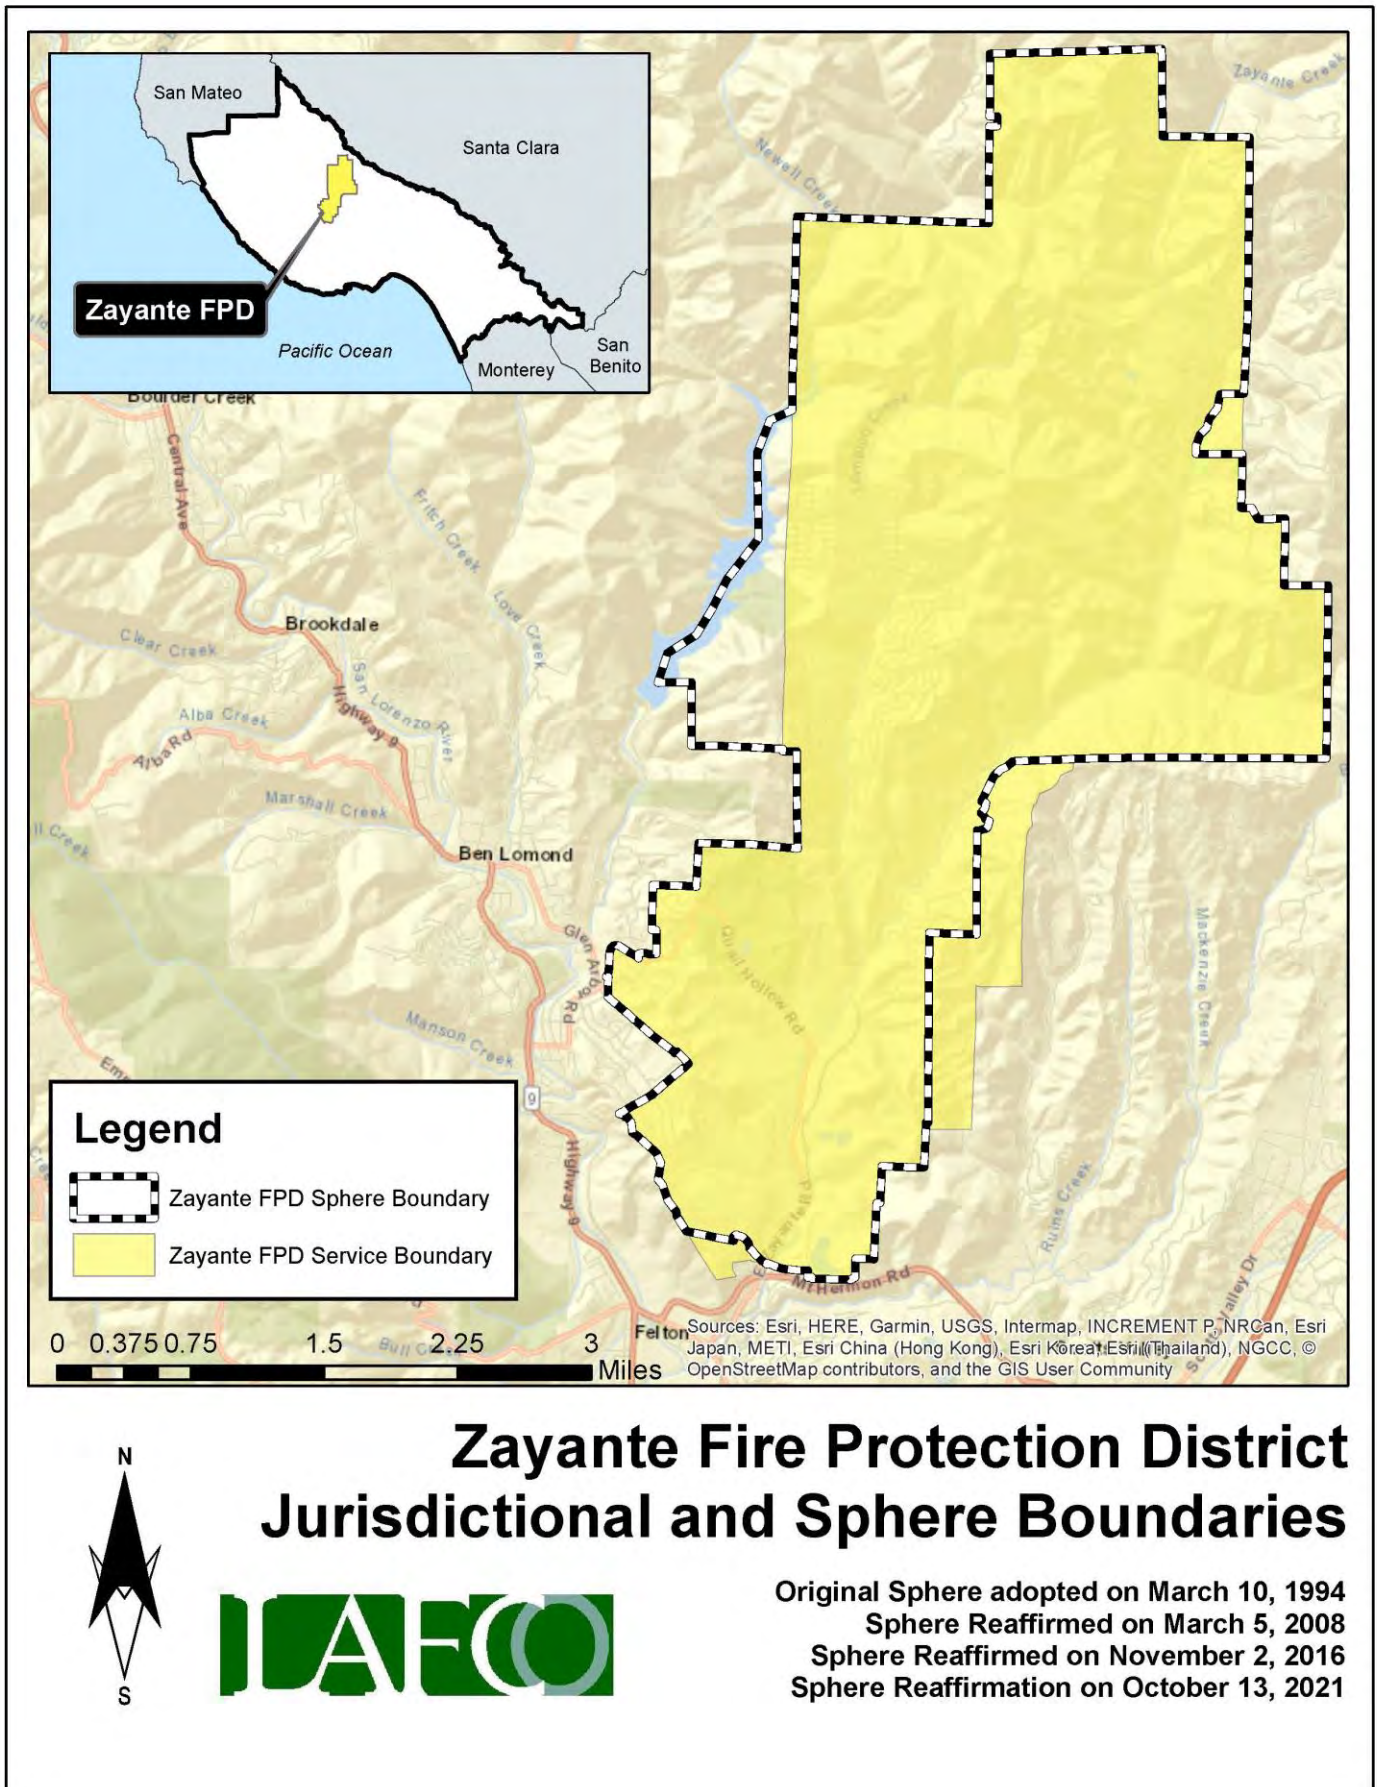 San Mateo
Santa Clara
Zayante FPD
Pacific Ocean
San
Benito
Monterey
Zayante Creek
Newell Creek
Boulder Creek
Central Ave
Fritch Creek
Love Creek
Brookdale
Clear Creek
San Lorenzo River
Highway 9
Alba Creek
Alba Rd
Marshall Creek
Ben Lomond
Glen Arbor Rd
Quail Hollow Rd
Mackenzie Creek
Manson Creek
9
Highway 9
Ruins Creek
Mt Hermon Rd
Felton
Legend
Zayante FPD Sphere Boundary
Zayante FPD Service Boundary
0 0.375 0.75 1.5 2.25 3
Miles
Sources: Esri, HERE, Garmin, USGS, Intermap, INCREMENT P, NRCan, Esri
Japan, METI, Esri China (Hong Kong), Esri Korea, Esri (Thailand), NGCC, ©
OpenStreetMap contributors, and the GIS User Community
Zayante Fire Protection District
Jurisdictional and Sphere Boundaries
N
S
LAFCO
Original Sphere adopted on March 10, 1994
Sphere Reaffirmed on March 5, 2008
Sphere Reaffirmed on November 2, 2016
Sphere Reaffirmation on October 13, 2021